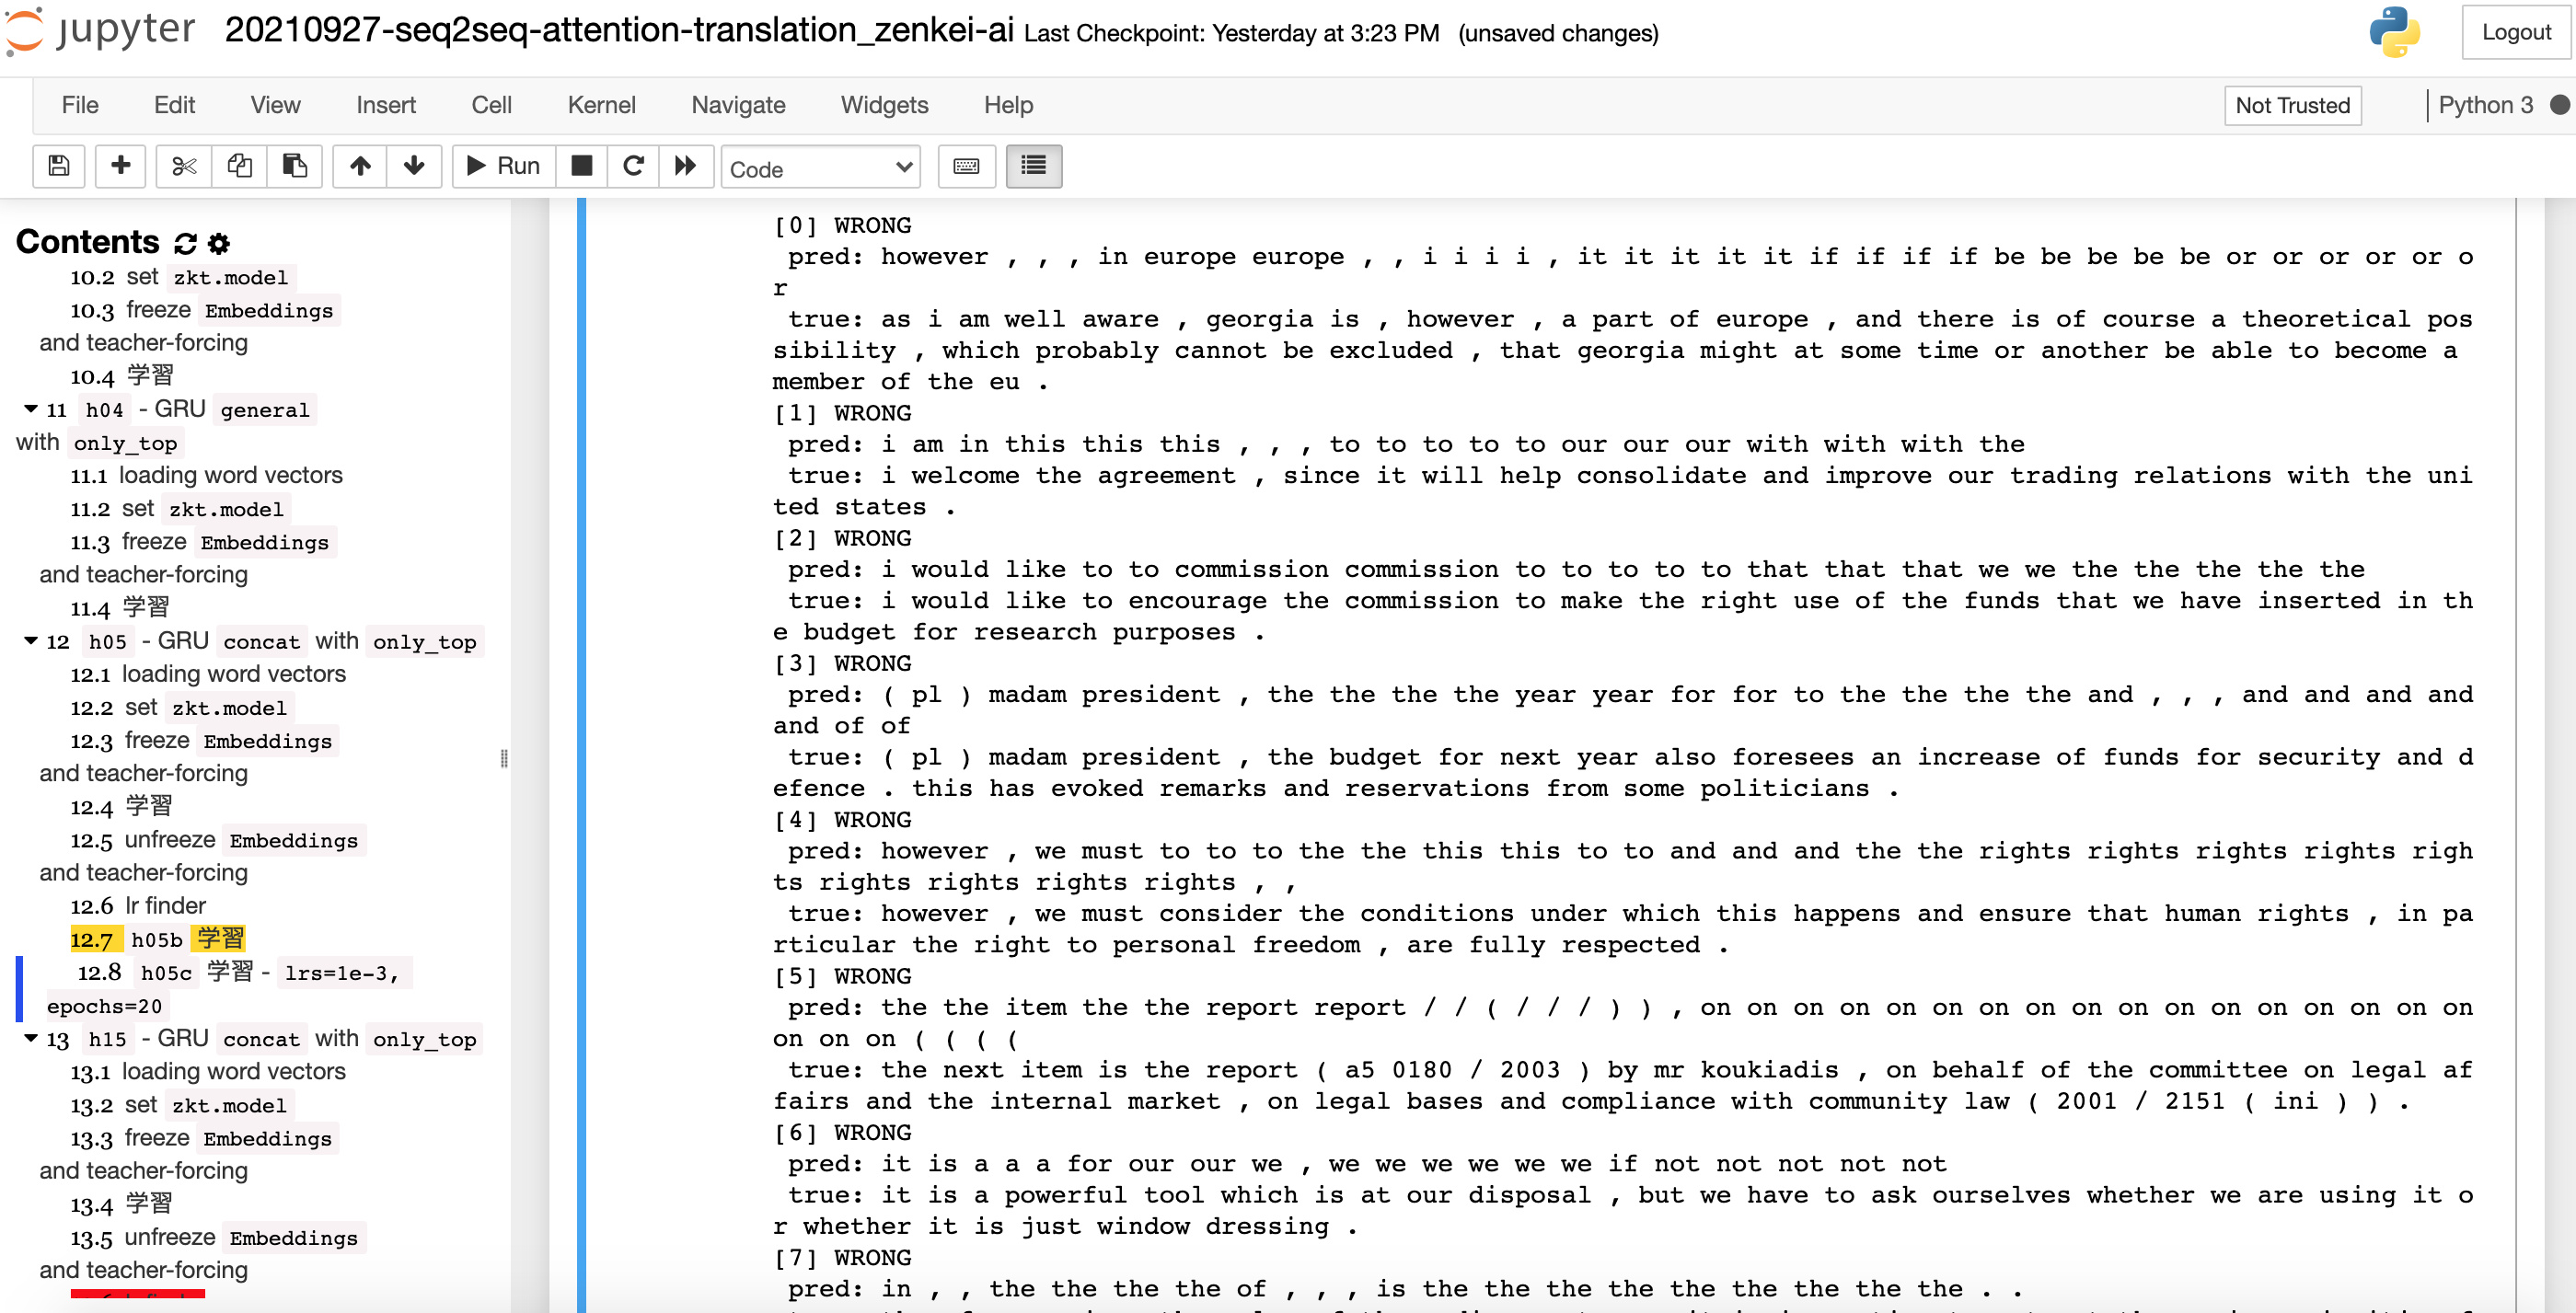 jupyter 20210927-seq2seq-attention-translation_zenkei-ai Last Checkpoint: Yesterday at 3:23 PM (unsaved changes)
Logout
File Edit View Insert Cell Kernel Navigate Widgets Help
Not Trusted
Python 3
Run
Code
Contents
10.2 set zkt.model
10.3 freeze Embeddings
and teacher-forcing
10.4 学習
11 h04 - GRU general
with only_top
11.1 loading word vectors
11.2 set zkt.model
11.3 freeze Embeddings
and teacher-forcing
11.4 学習
12 h05 - GRU concat with only_top
12.1 loading word vectors
12.2 set zkt.model
12.3 freeze Embeddings
and teacher-forcing
12.4 学習
12.5 unfreeze Embeddings
and teacher-forcing
12.6 lr finder
12.7 h05b 学習
12.8 h05c 学習 - lrs=1e-3,
epochs=20
13 h15 - GRU concat with only_top
13.1 loading word vectors
13.2 set zkt.model
13.3 freeze Embeddings
and teacher-forcing
13.4 学習
13.5 unfreeze Embeddings
and teacher-forcing
[0] WRONG
pred: however , , , in europe europe , , i i i i , it it it it it if if if if be be be be be or or or or or o
r
true: as i am well aware , georgia is , however , a part of europe , and there is of course a theoretical pos
sibility , which probably cannot be excluded , that georgia might at some time or another be able to become a
member of the eu .
[1] WRONG
pred: i am in this this this , , , to to to to to our our our with with with the
true: i welcome the agreement , since it will help consolidate and improve our trading relations with the uni
ted states .
[2] WRONG
pred: i would like to to commission commission to to to to to that that that we we the the the the the
true: i would like to encourage the commission to make the right use of the funds that we have inserted in th
e budget for research purposes .
[3] WRONG
pred: ( pl ) madam president , the the the the year year for for to the the the the and , , , and and and and
and of of
true: ( pl ) madam president , the budget for next year also foresees an increase of funds for security and d
efence . this has evoked remarks and reservations from some politicians .
[4] WRONG
pred: however , we must to to to the the this this to to and and and the the rights rights rights rights righ
ts rights rights rights rights , ,
true: however , we must consider the conditions under which this happens and ensure that human rights , in pa
rticular the right to personal freedom , are fully respected .
[5] WRONG
pred: the the item the the report report / / ( / / / ) ) , on on on on on on on on on on on on on on on on on
on on on ( ( ( (
true: the next item is the report ( a5 0180 / 2003 ) by mr koukiadis , on behalf of the committee on legal af
fairs and the internal market , on legal bases and compliance with community law ( 2001 / 2151 ( ini ) ) .
[6] WRONG
pred: it is a a a for our our we , we we we we we we if not not not not not
true: it is a powerful tool which is at our disposal , but we have to ask ourselves whether we are using it o
r whether it is just window dressing .
[7] WRONG
pred: in , , the the the the of , , , is the the the the the the the the the . .